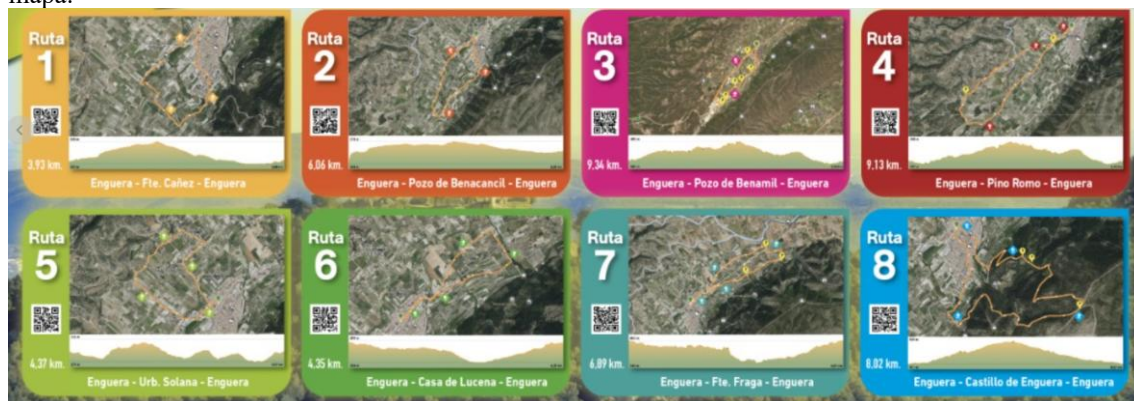 mapa.
Ruta
1
3.93 km.
Enguera - Fte. Cañez - Enguera
Ruta
2
6.06 km.
Enguera - Pozo de Benacancil - Enguera
Ruta
3
9.34 km.
Enguera - Pozo de Benamil - Enguera
Ruta
4
9.13 km.
Enguera - Pino Romo - Enguera
Ruta
5
4.37 km.
Enguera - Urb. Solana - Enguera
Ruta
6
4.35 km.
Enguera - Casa de Lucena - Enguera
Ruta
7
6.89 km.
Enguera - Fte. Fraga - Enguera
Ruta
8
8.02 km.
Enguera - Castillo de Enguera - Enguera